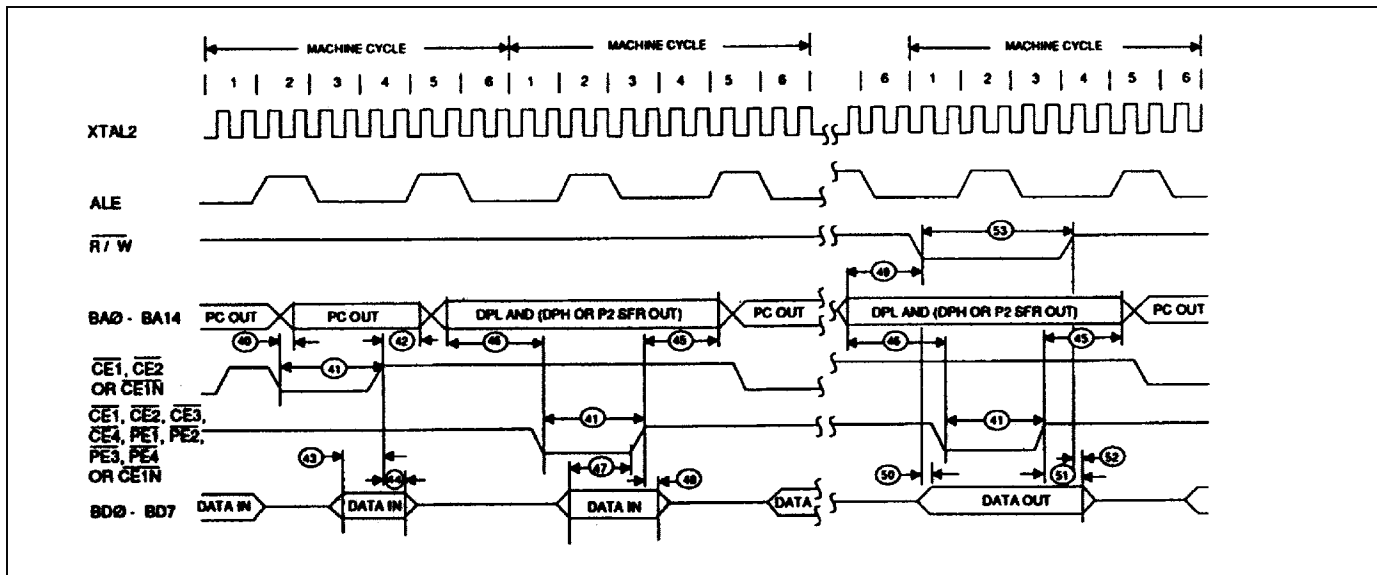 MACHINE CYCLE MACHINE CYCLE MACHINE CYCLE
1 2 3 4 5 6 1 2 3 4 5 6 6 1 2 3 4 5 6
XTAL2
ALE
R / W
53
49
BAØ - BA14
PC OUT PC OUT DPL AND (DPH OR P2 SFR OUT) PC OUT DPL AND (DPH OR P2 SFR OUT) PC OUT
40 42 46 45 46 45
CE1, CE2
OR CE1N
41
CE1, CE2, CE3,
CE4, PE1, PE2,
PE3, PE4
OR CE1N
41 41
43 44 47 48 50 51 52
BDØ - BD7
DATA IN DATA IN DATA IN DATA DATA OUT